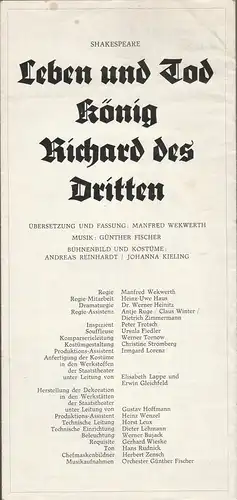 SHAKESPEARE
Leben und Tod
König
Richard des
Dritten
ÜBERSETZUNG UND FASSUNG: MANFRED WEKWERTH
MUSIK: GÜNTHER FISCHER
BÜHNENBILD UND KOSTÜME:
ANDREAS REINHARDT / JOHANNA KIELING
Regie Manfred Wekwerth
Regie-Mitarbeit Heinz-Uwe Haus
Dramaturgie Dr. Werner Heinitz
Regie-Assistenz Antje Ruge / Claus Winter /
Dietrich Zimmermann
Inspizient Peter Tretsch
Souffleuse Ursula Fiedler
Komparserieleitung Werner Tornow
Kostümgestaltung Christine Stromberg
Produktions-Assistent Irmgard Lorenz
Anfertigung der Kostüme
in den Werkstätten
der Staatstheater
unter Leitung von Elisabeth Lappe und
Erwin Gleichfeld
Herstellung der Dekoration
in den Werkstätten
der Staatstheater
unter Leitung von Gustav Hoffmann
Produktions-Assistent Heinz Wenzel
Technische Leitung Horst Leux
Technische Einrichtung Dieter Lehmann
Beleuchtung Werner Bojack
Requisite Gerhard Wieske
Ton Hans Rudnick
Chefmaskenbildner Herbert Zensch
Musikaufnahmen Orchester Günther Fischer